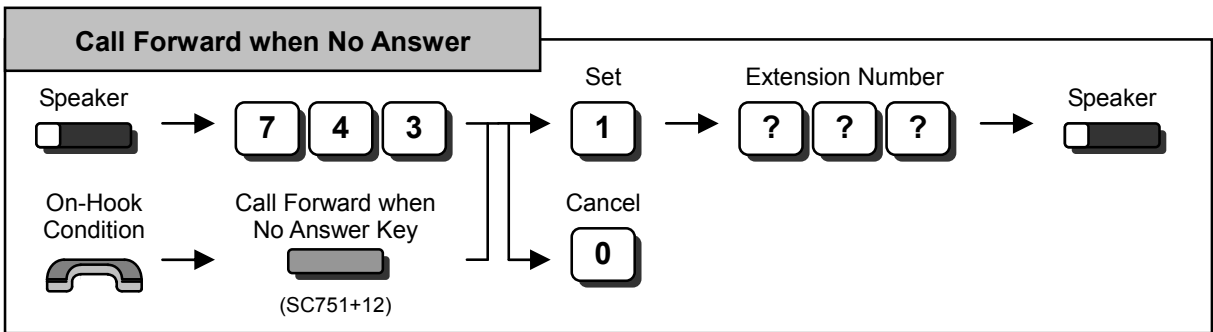 Call Forward when No Answer
Speaker
7 4 3
Set
1
Extension Number
? ? ?
Speaker
On-Hook
Condition
Call Forward when
No Answer Key
(SC751+12)
Cancel
0